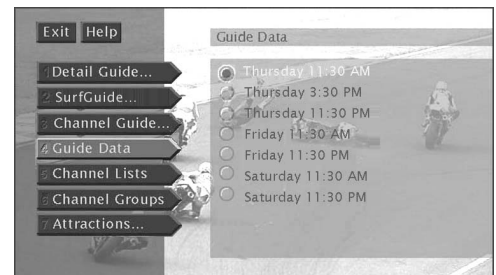 Exit Help
Guide Data
1 Detail Guide...
2 SurfGuide...
3 Channel Guide...
4 Guide Data
5 Channel Lists
6 Channel Groups
7 Attractions...
Thursday 11:30 AM
Thursday 3:30 PM
Thursday 11:30 PM
Friday 11:30 AM
Friday 11:30 PM
Saturday 11:30 AM
Saturday 11:30 PM